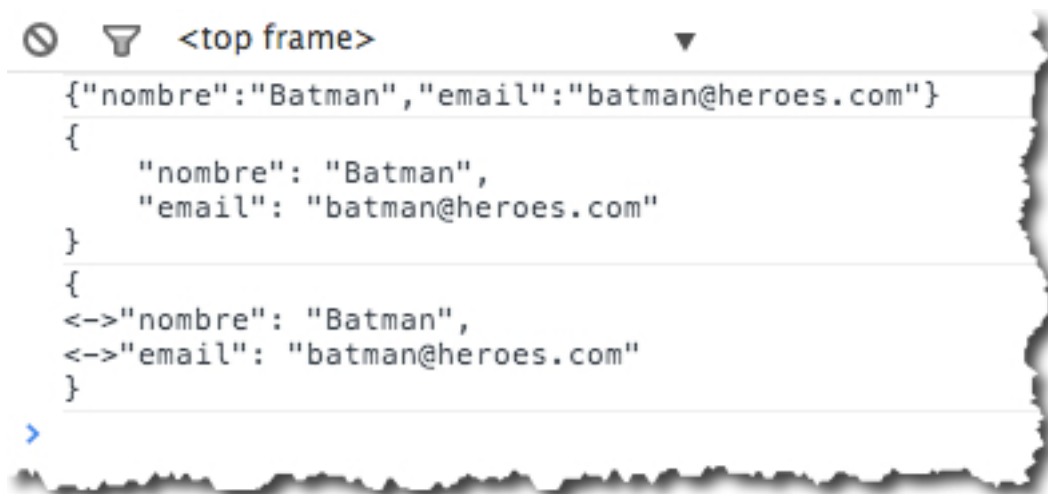 <top frame>
{"nombre":"Batman","email":"batman@heroes.com"}
{
    "nombre": "Batman",
    "email": "batman@heroes.com"
}
{
<->"nombre": "Batman",
<->"email": "batman@heroes.com"
}
>